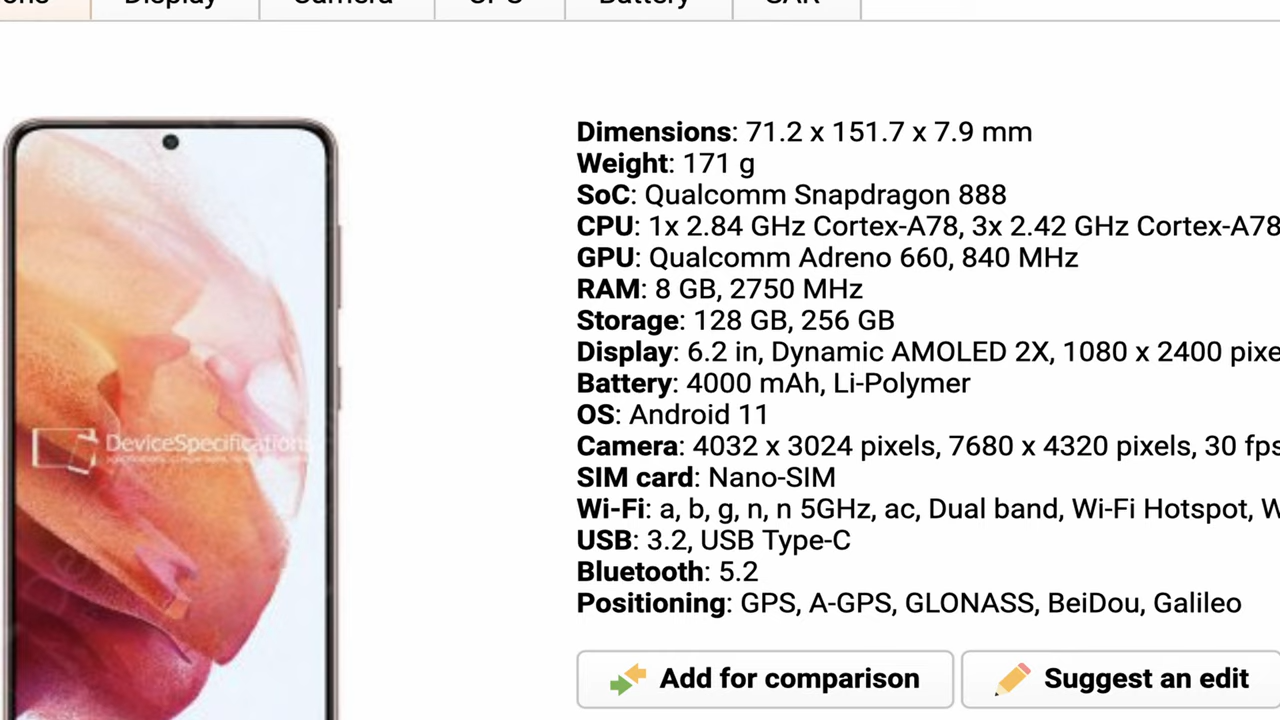 Display
Camera
Battery
Dimensions: 71.2 x 151.7 x 7.9 mm
Weight: 171 g
SoC: Qualcomm Snapdragon 888
CPU: 1x 2.84 GHz Cortex-A78, 3x 2.42 GHz Cortex-A78
GPU: Qualcomm Adreno 660, 840 MHz
RAM: 8 GB, 2750 MHz
Storage: 128 GB, 256 GB
Display: 6.2 in, Dynamic AMOLED 2X, 1080 x 2400 pixe
Battery: 4000 mAh, Li-Polymer
OS: Android 11
Camera: 4032 x 3024 pixels, 7680 x 4320 pixels, 30 fps
DeviceSpecifications
SIM card: Nano-SIM
Wi-Fi: a, b, g, n, n 5GHz, ac, Dual band, Wi-Fi Hotspot, W
USB: 3.2, USB Type-C
Bluetooth: 5.2
Positioning: GPS, A-GPS, GLONASS, BeiDou, Galileo
Add for comparison
Suggest an edit